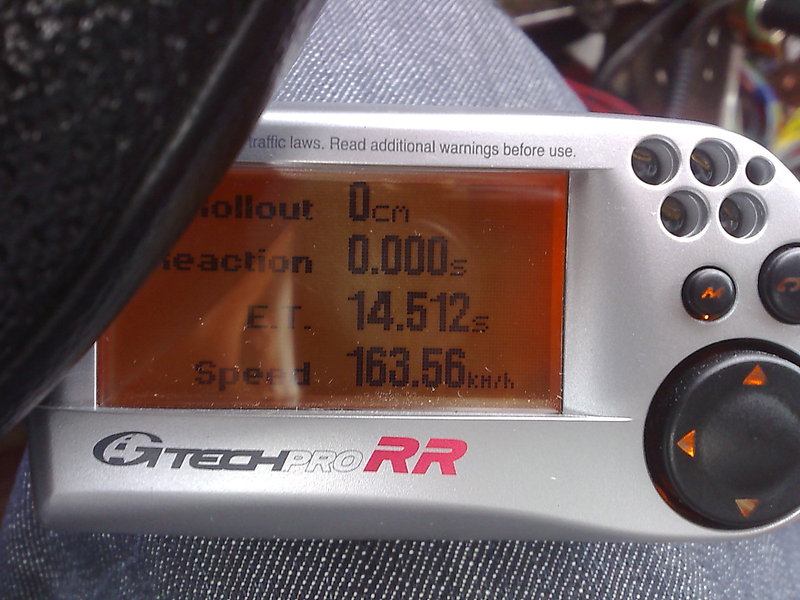 traffic laws. Read additional warnings before use.
ollout 0cm
eaction 0.000s
E.T. 14.512s
Speed 163.56KM/h
GTECHPRO RR